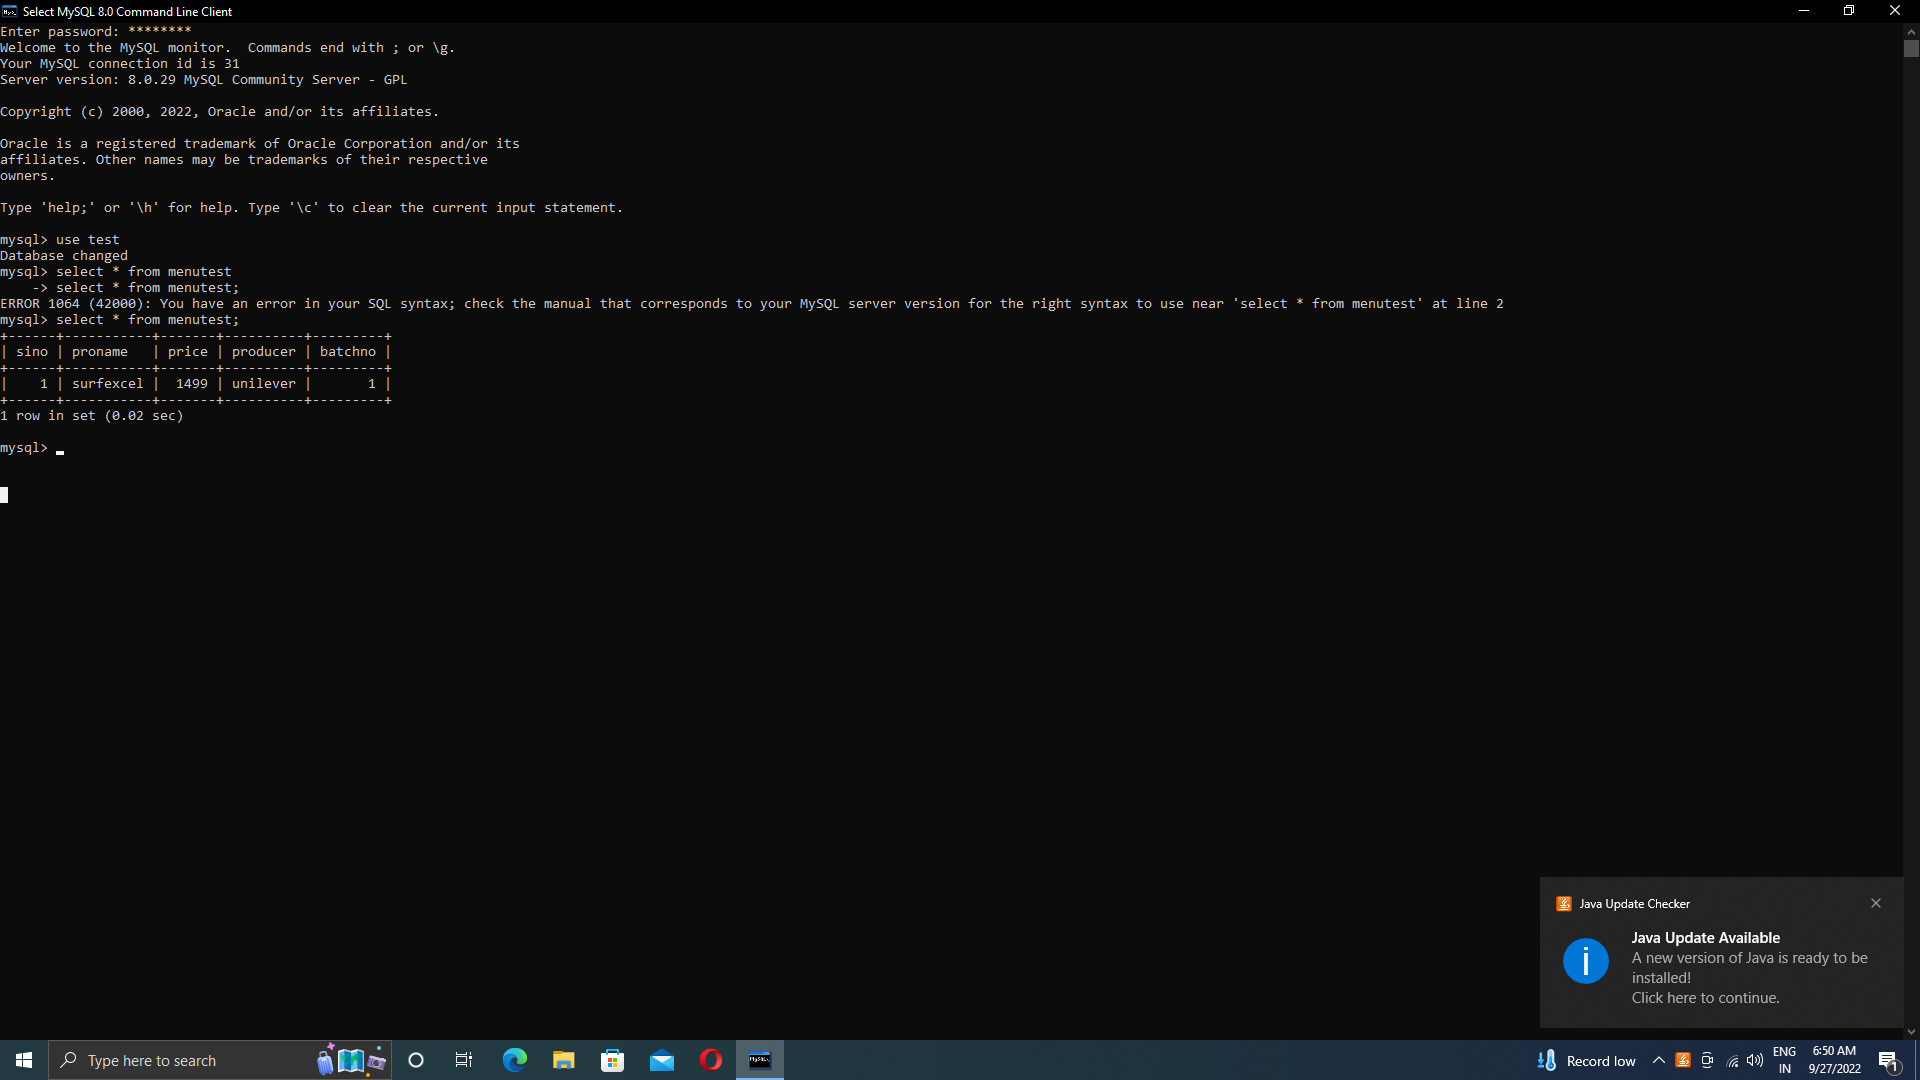 Select MySQL 8.0 Command Line Client
Enter password: ********
Welcome to the MySQL monitor.  Commands end with ; or \g.
Your MySQL connection id is 31
Server version: 8.0.29 MySQL Community Server - GPL
Copyright (c) 2000, 2022, Oracle and/or its affiliates.
Oracle is a registered trademark of Oracle Corporation and/or its
affiliates. Other names may be trademarks of their respective
owners.
Type 'help;' or '\h' for help. Type '\c' to clear the current input statement.
mysql> use test
Database changed
mysql> select * from menutest
    -> select * from menutest;
ERROR 1064 (42000): You have an error in your SQL syntax; check the manual that corresponds to your MySQL server version for the right syntax to use near 'select * from menutest' at line 2
mysql> select * from menutest;
+------+-----------+-------+----------+---------+
| sino | proname   | price | producer | batchno |
+------+-----------+-------+----------+---------+
|    1 | surfexcel |  1499 | unilever |       1 |
+------+-----------+-------+----------+---------+
1 row in set (0.02 sec)
mysql>
Java Update Checker
Java Update Available
A new version of Java is ready to be
installed!
Click here to continue.
Type here to search
MySQL
Record low
ENG
IN
6:50 AM
9/27/2022
1